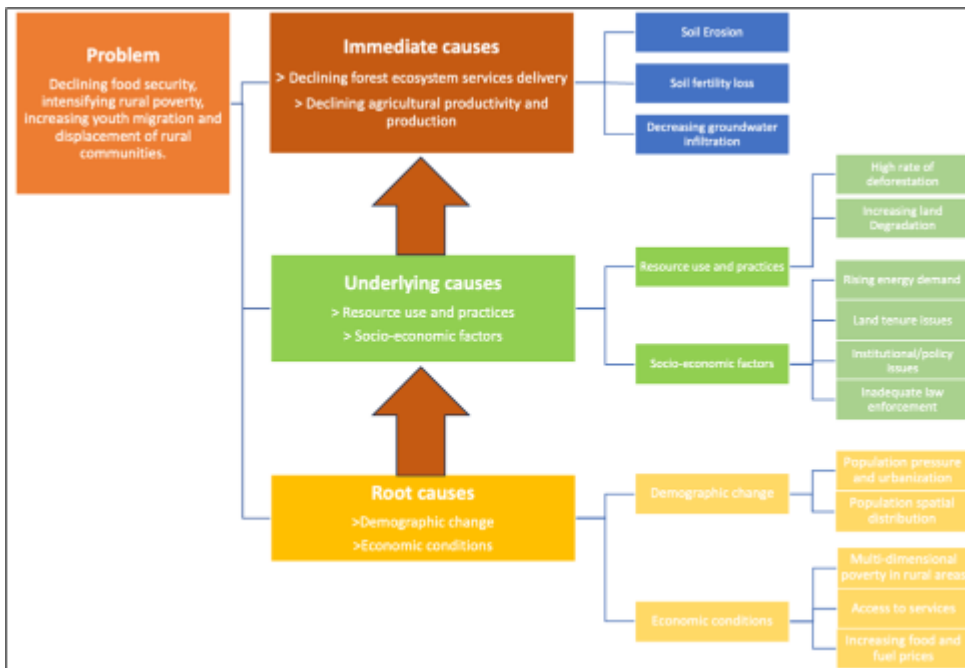 Problem
Declining food security,
intensifying rural poverty,
increasing youth migration and
displacement of rural
communities.
Immediate causes
> Declining forest ecosystem services delivery
> Declining agricultural productivity and
production
Soil Erosion
Soil fertility loss
Decreasing groundwater
infiltration
Underlying causes
> Resource use and practices
> Socio-economic factors
Resource use and practices
High rate of
deforestation
Increasing land
Degradation
Socio-economic factors
Rising energy demand
Land tenure issues
Institutional/policy
issues
Inadequate law
enforcement
Root causes
>Demographic change
>Economic conditions
Demographic change
Population pressure
and urbanization
Population spatial
distribution
Economic conditions
Multi-dimensional
poverty in rural areas
Access to services
Increasing food and
fuel prices